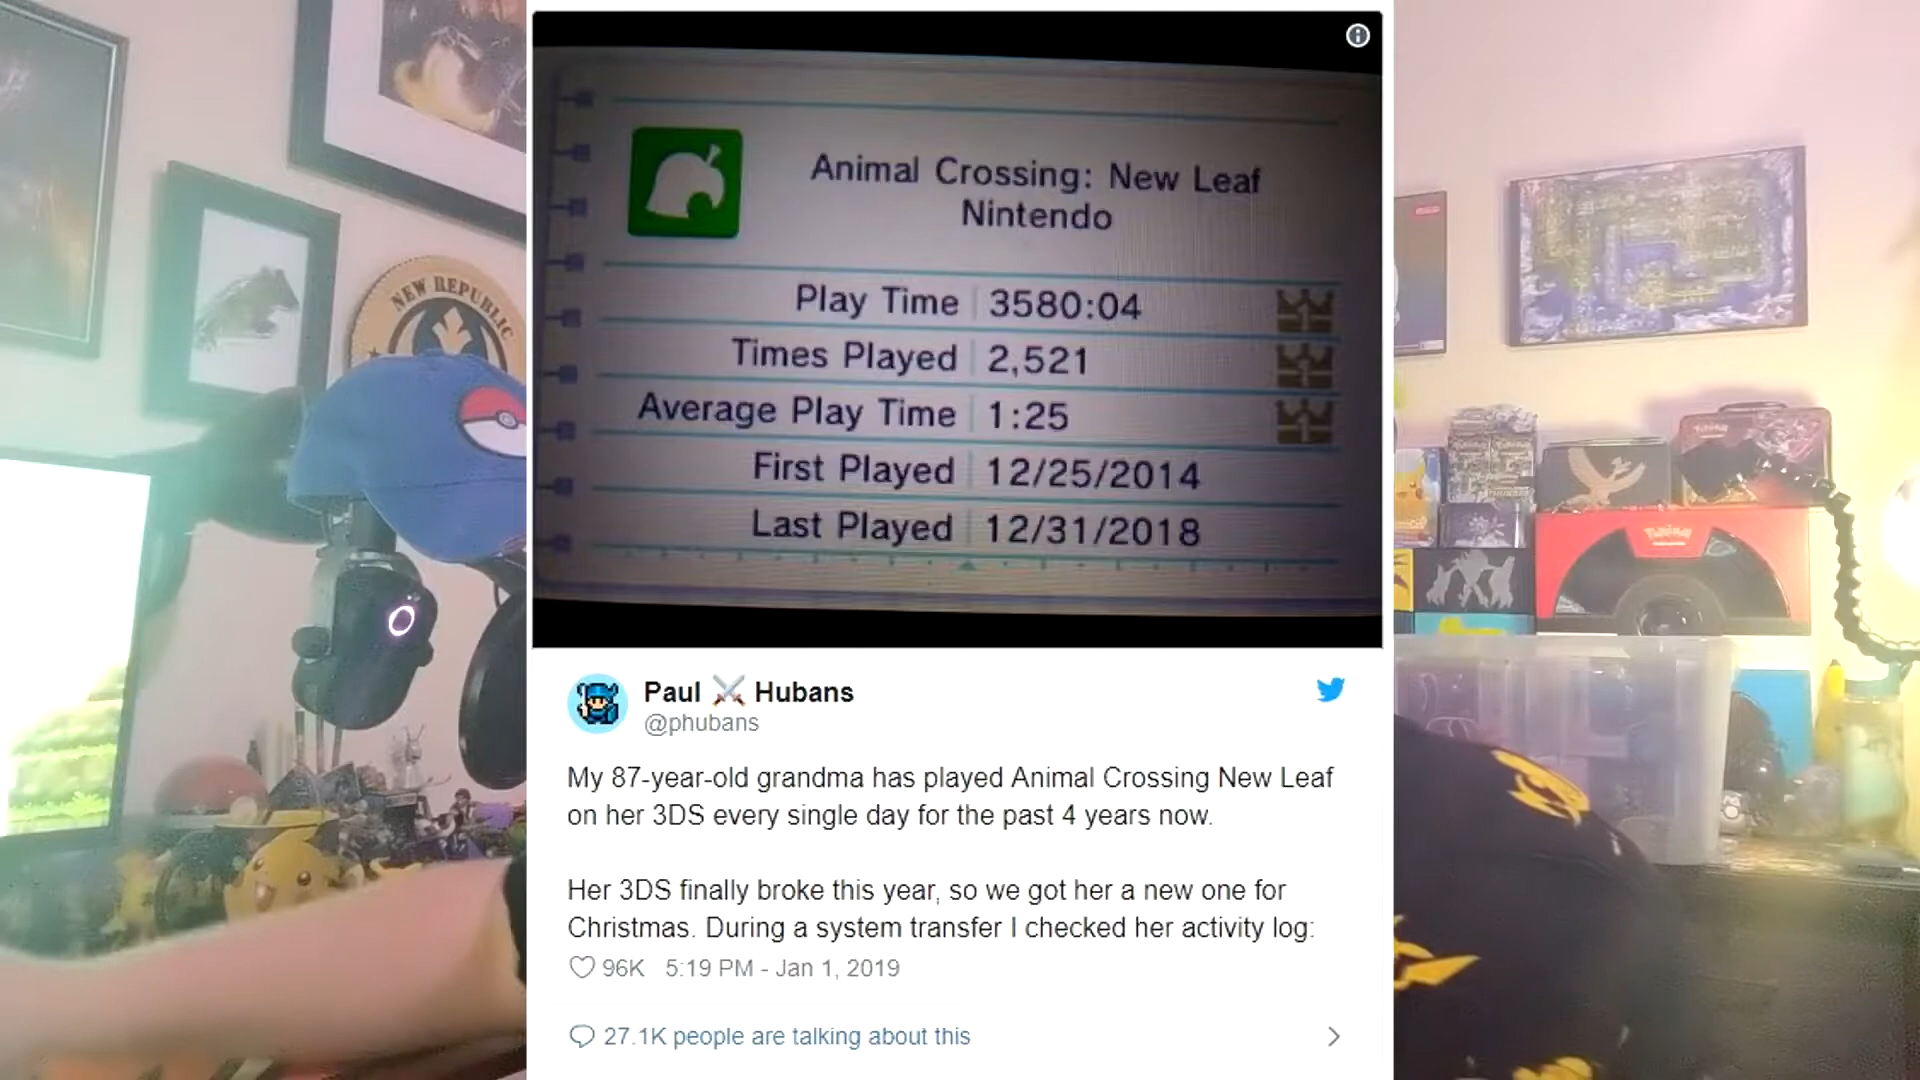 NEW REPUBLIC
Animal Crossing: New Leaf
Nintendo
Play Time 3580:04
Times Played 2,521
Average Play Time 1:25
First Played 12/25/2014
Last Played 12/31/2018
Paul ⚔ Hubans
@phubans
My 87-year-old grandma has played Animal Crossing New Leaf
on her 3DS every single day for the past 4 years now.
Her 3DS finally broke this year, so we got her a new one for
Christmas. During a system transfer I checked her activity log:
96K 5:19 PM - Jan 1, 2019
27.1K people are talking about this
Pokémon
Pokémon